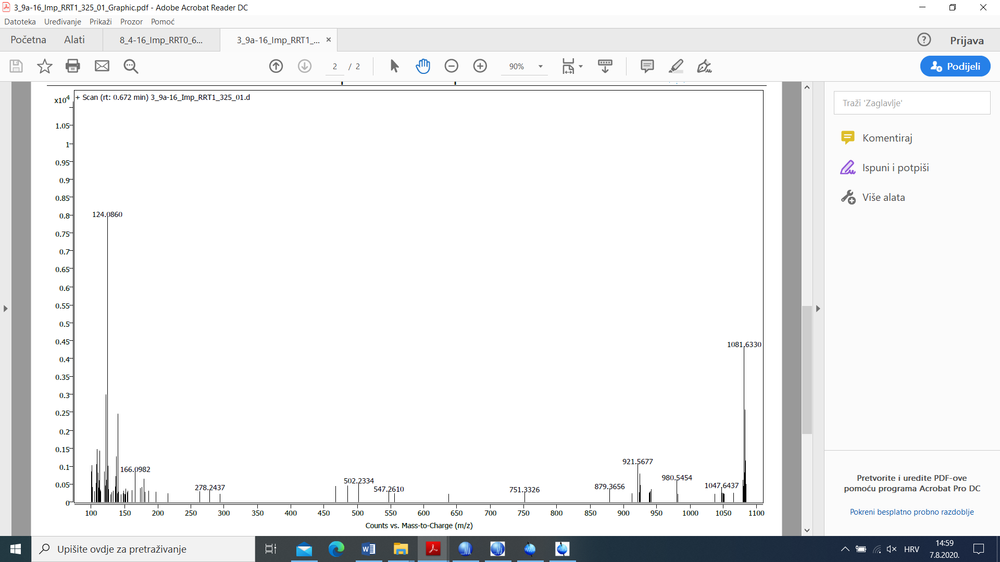 3_9a-16_Imp_RRT1_325_01_Graphic.pdf - Adobe Acrobat Reader DC
Datoteka Uređivanje Prikaži Prozor Pomoć
Početna Alati 8_4-16_Imp_RRT0_6... 3_9a-16_Imp_RRT1_... ×
? Prijava
2 / 2 90% Podijeli
x10⁴ + Scan (rt: 0.672 min) 3_9a-16_Imp_RRT1_325_01.d
1.05
1
0.95
0.9
0.85
0.8
0.75
0.7
0.65
0.6
0.55
0.5
0.45
0.4
0.35
0.3
0.25
0.2
0.15
0.1
0.05
0
124.0860
1081.6330
166.0982
278.2437
502.2334
547.2610
751.3326
879.3656
921.5677
980.5454
1047.6437
100 150 200 250 300 350 400 450 500 550 600 650 700 750 800 850 900 950 1000 1050 1100
Counts vs. Mass-to-Charge (m/z)
Traži 'Zaglavlje'
Komentiraj
Ispuni i potpiši
Više alata
Pretvorite i uredite PDF-ove
pomoću programa Acrobat Pro DC
Pokreni besplatno probno razdoblje
Upišite ovdje za pretraživanje
HRV
14:59
7.8.2020.